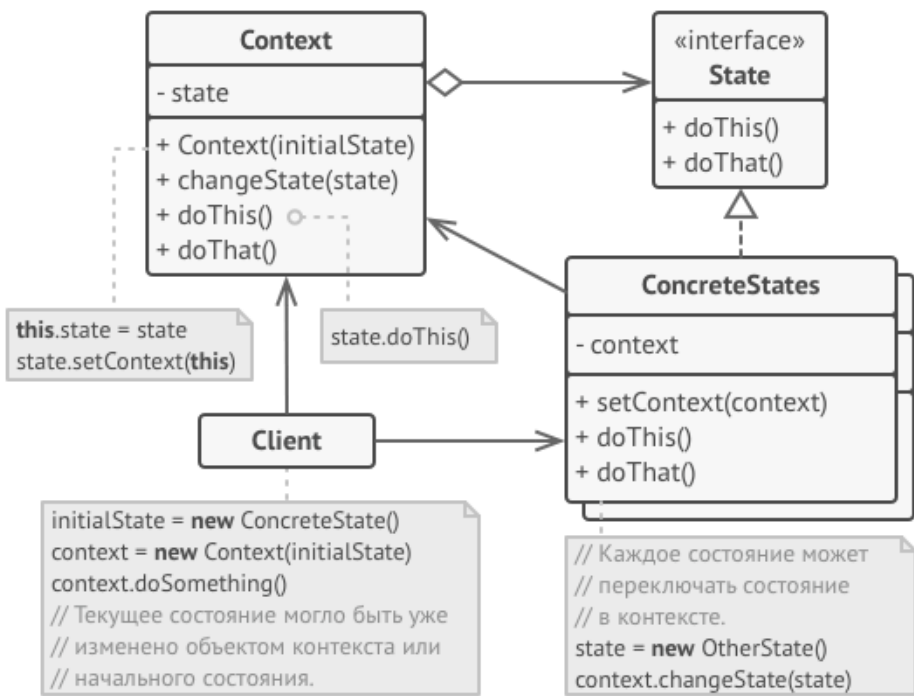 Context
- state
+ Context(initialState)
+ changeState(state)
+ doThis()
+ doThat()
«interface»
State
+ doThis()
+ doThat()
this.state = state
state.setContext(this)
state.doThis()
ConcreteStates
- context
+ setContext(context)
+ doThis()
+ doThat()
Client
initialState = new ConcreteState()
context = new Context(initialState)
context.doSomething()
// Текущее состояние могло быть уже
// изменено объектом контекста или
// начального состояния.
// Каждое состояние может
// переключать состояние
// в контексте.
state = new OtherState()
context.changeState(state)